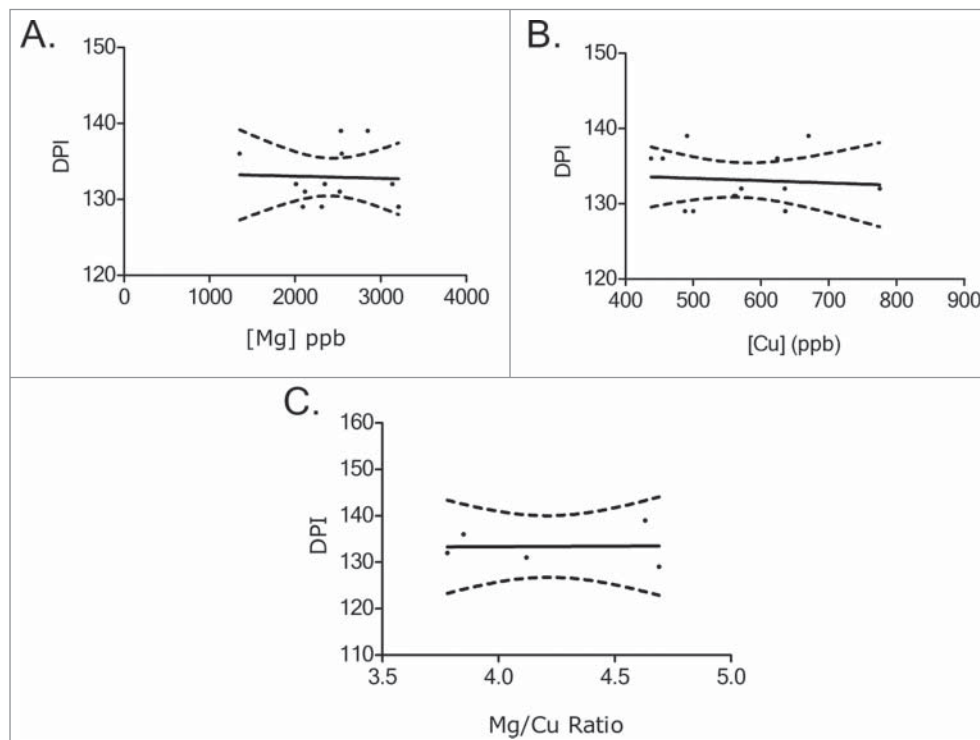 A.
150
140
130
120
DPI
0 1000 2000 3000 4000
[Mg] ppb
B.
150
140
130
120
DPI
400 500 600 700 800 900
[Cu] (ppb)
C.
160
150
140
130
120
110
DPI
3.5 4.0 4.5 5.0
Mg/Cu Ratio